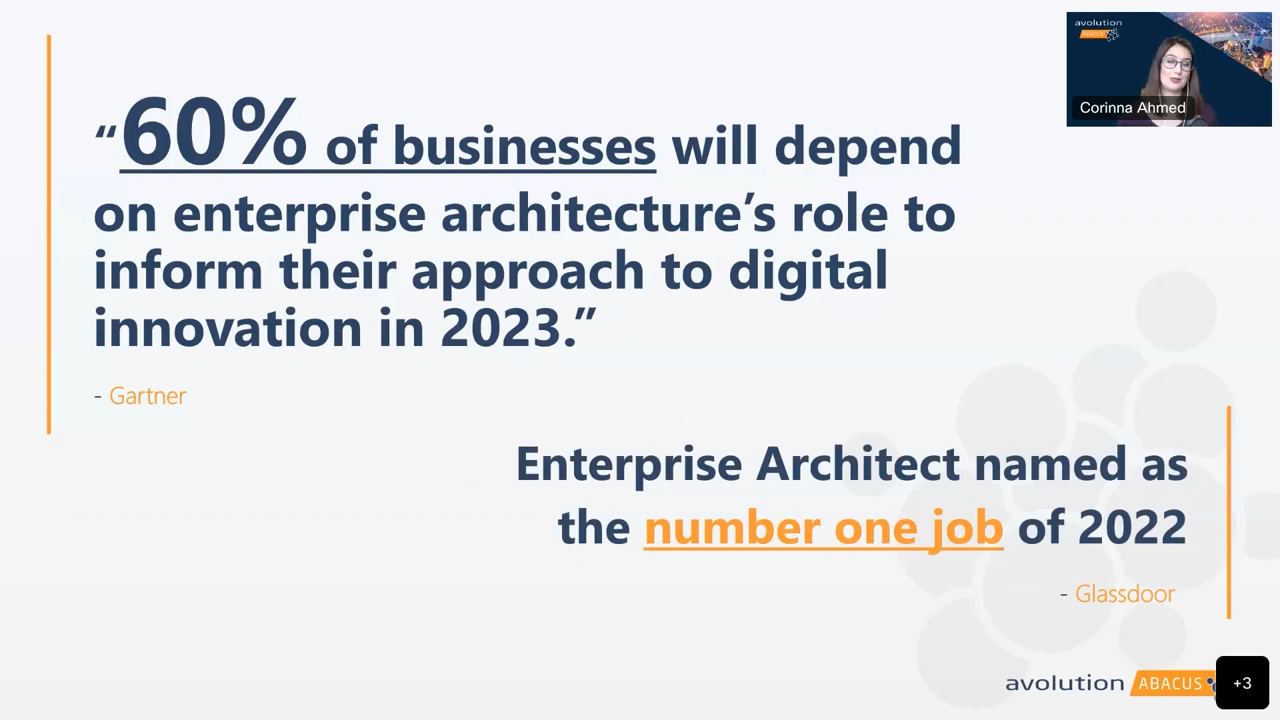 avolution
ABACUS
Corinna Ahmed
“60% of businesses will depend
on enterprise architecture’s role to
inform their approach to digital
innovation in 2023.”
- Gartner
Enterprise Architect named as
the number one job of 2022
- Glassdoor
avolution ABACUS
+3